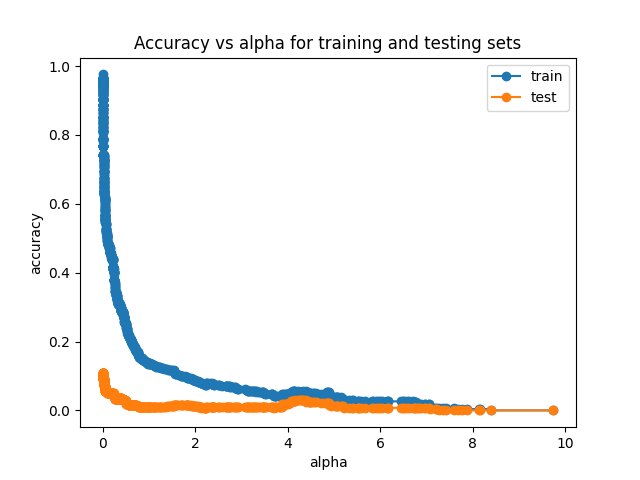 Accuracy vs alpha for training and testing sets
train
test
accuracy
1.0
0.8
0.6
0.4
0.2
0.0
0 2 4 6 8 10
alpha